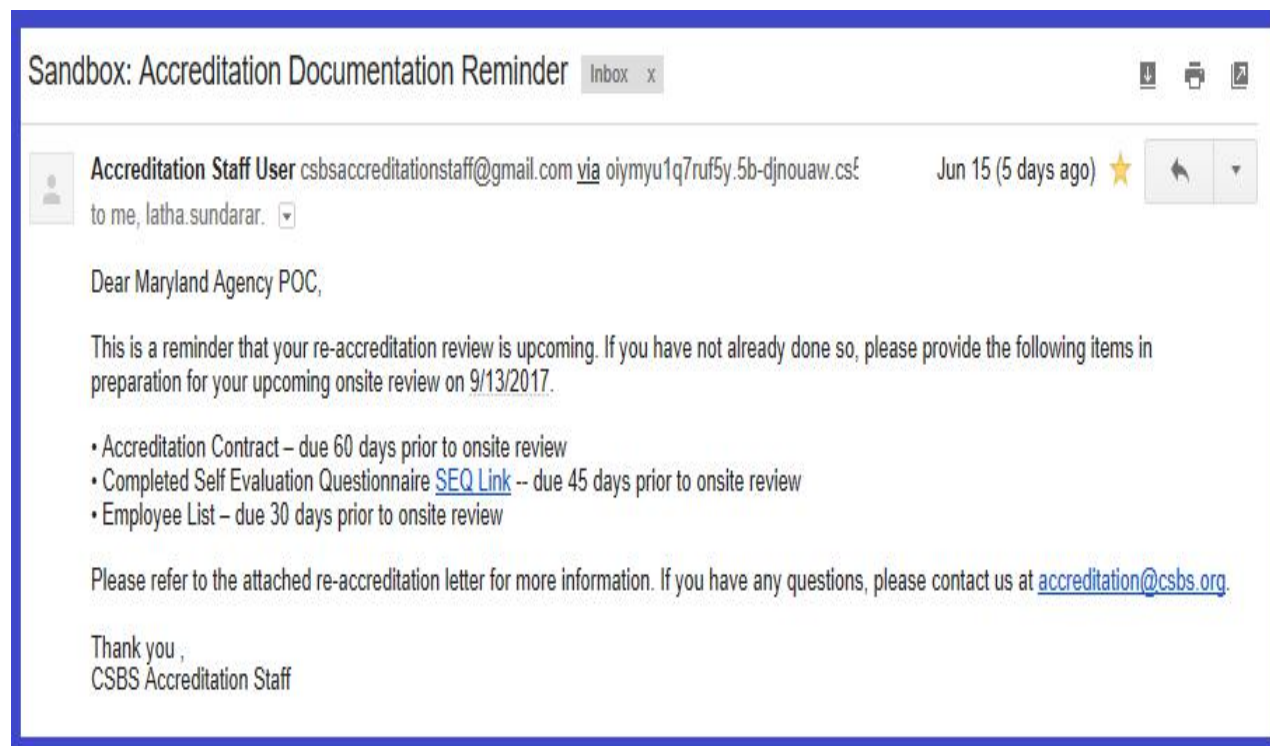 Sandbox: Accreditation Documentation Reminder Inbox x
Accreditation Staff User csbsaccreditationstaff@gmail.com via oiymyu1q7ruf5y.5b-djnouaw.cs5 Jun 15 (5 days ago)
to me, latha.sundarar.
Dear Maryland Agency POC,
This is a reminder that your re-accreditation review is upcoming. If you have not already done so, please provide the following items in
preparation for your upcoming onsite review on 9/13/2017.
• Accreditation Contract – due 60 days prior to onsite review
• Completed Self Evaluation Questionnaire SEQ Link -- due 45 days prior to onsite review
• Employee List – due 30 days prior to onsite review
Please refer to the attached re-accreditation letter for more information. If you have any questions, please contact us at accreditation@csbs.org.
Thank you ,
CSBS Accreditation Staff